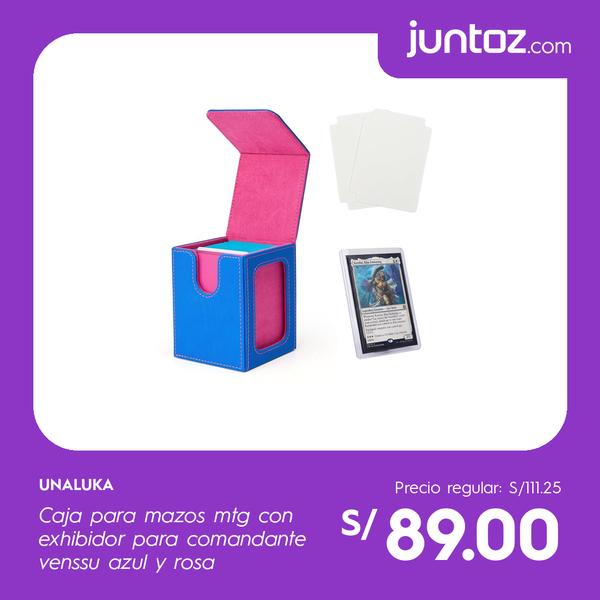 juntoz.com
UNALUKA
Caja para mazos mtg con
exhibidor para comandante
venssu azul y rosa
Precio regular: S/111.25
S/ 89.00